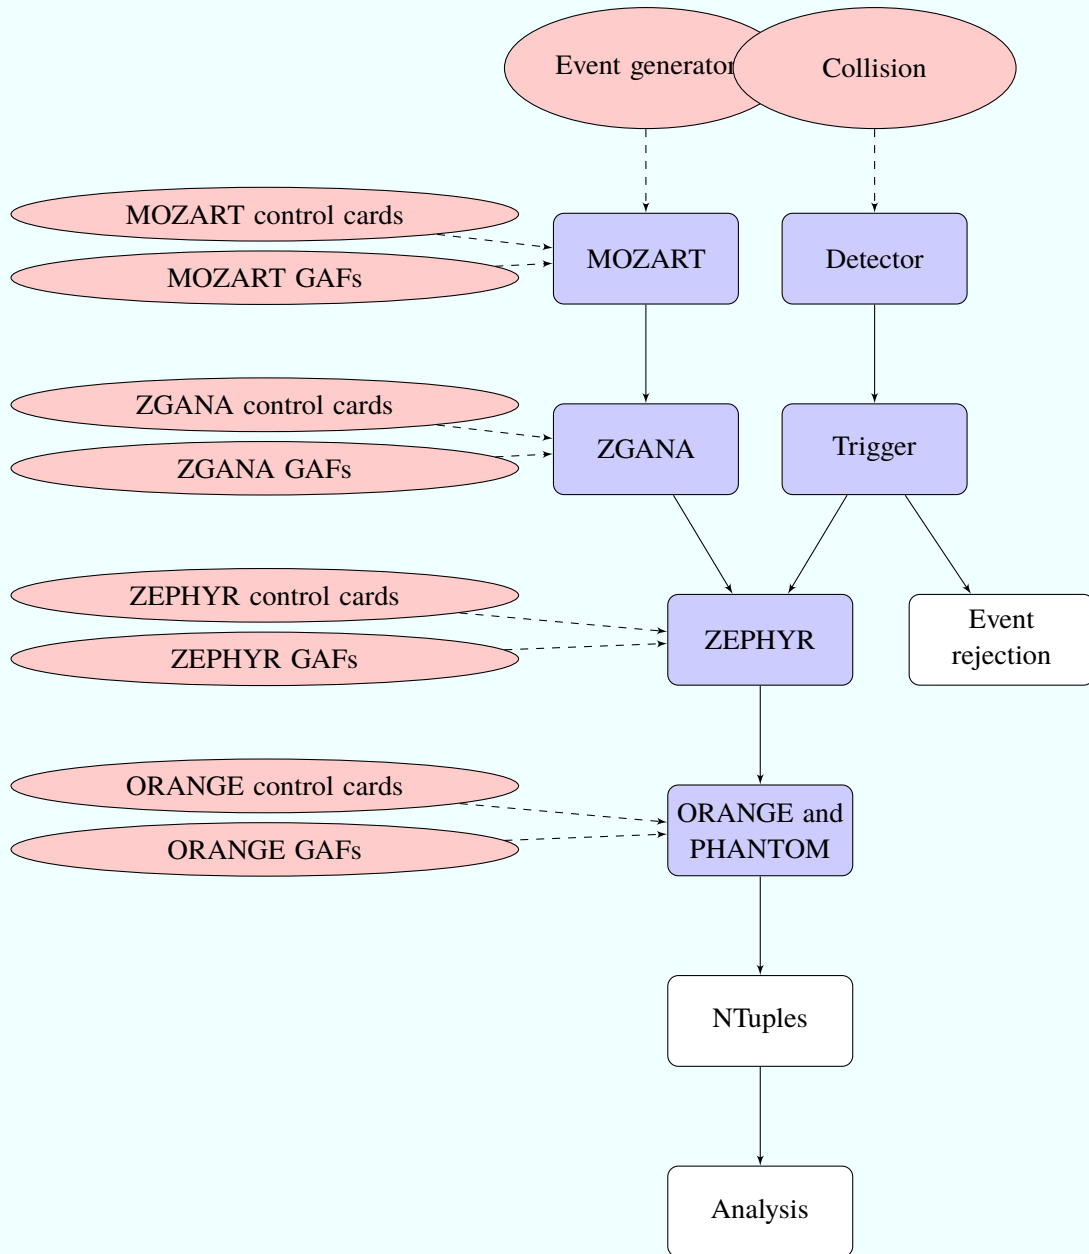 Event generator
Collision
MOZART control cards
MOZART GAFs
MOZART
Detector
ZGANA control cards
ZGANA GAFs
ZGANA
Trigger
ZEPHYR control cards
ZEPHYR GAFs
ZEPHYR
Event
rejection
ORANGE control cards
ORANGE GAFs
ORANGE and
PHANTOM
NTuples
Analysis